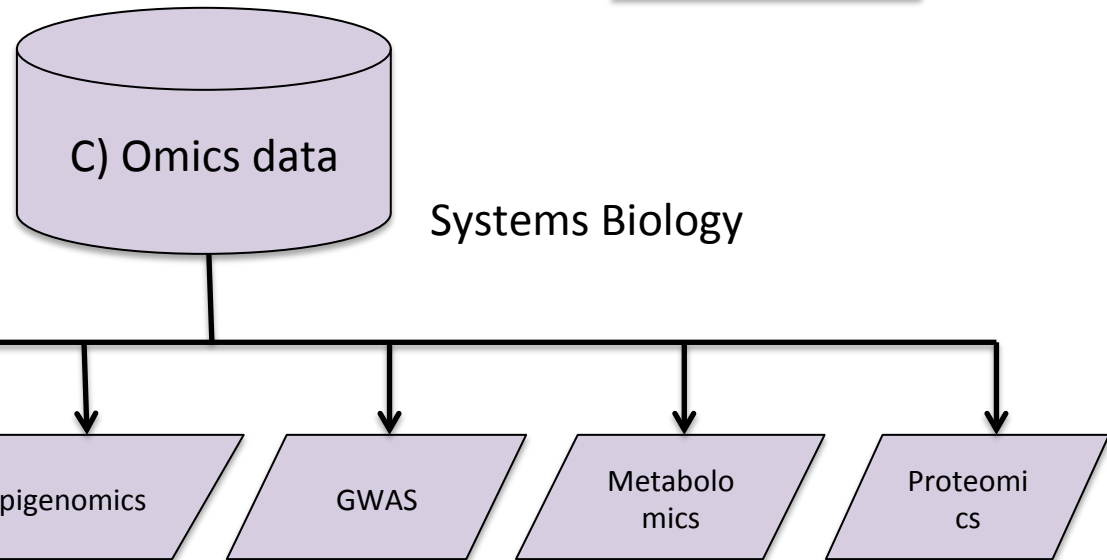 C) Omics data
Systems Biology
pigenomics
GWAS
Metabolo
mics
Proteomi
cs